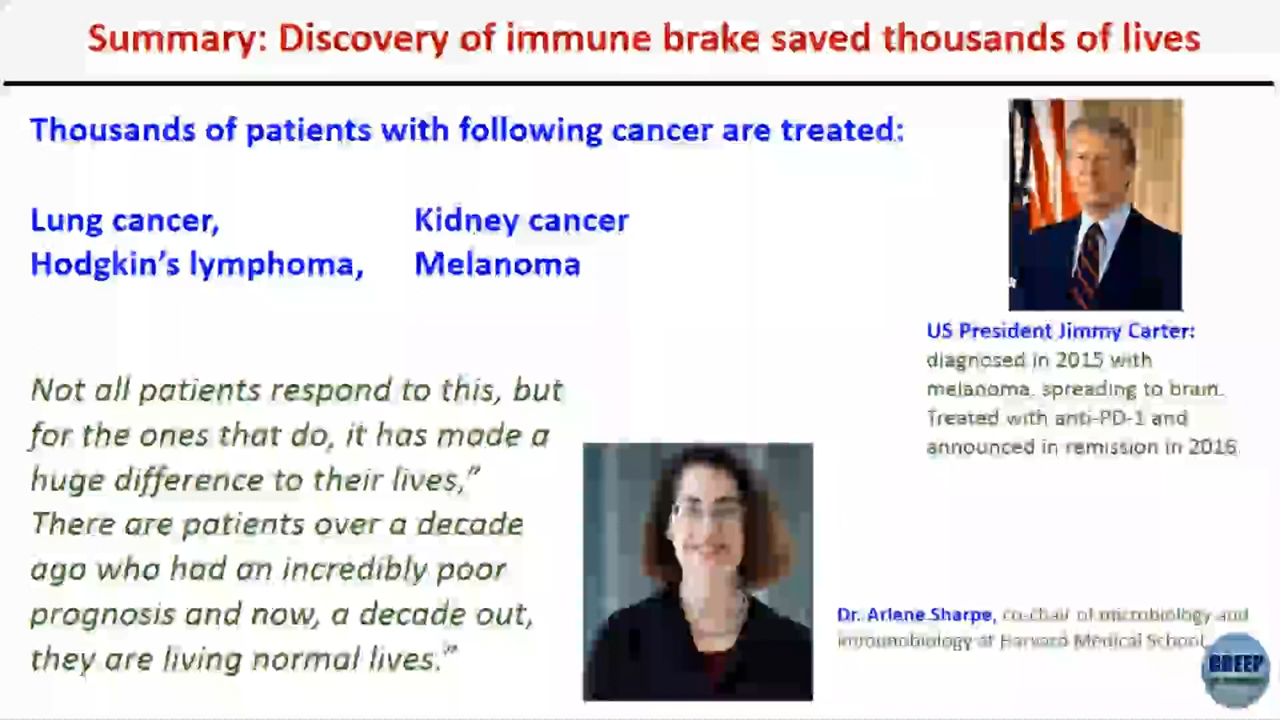 Summary: Discovery of immune brake saved thousands of lives
Thousands of patients with following cancer are treated:
Lung cancer, Kidney cancer
Hodgkin's lymphoma, Melanoma
US President Jimmy Carter:
diagnosed in 2015 with
melanoma, spreading to brain.
Treated with anti-PD-1 and
announced in remission in 2016
Not all patients respond to this, but
for the ones that do, it has made a
huge difference to their lives,”
There are patients over a decade
ago who had an incredibly poor
prognosis and now, a decade out,
they are living normal lives.”
Dr. Arlene Sharpe, co-chair of microbiology and
immunobiology at Harvard Medical School.